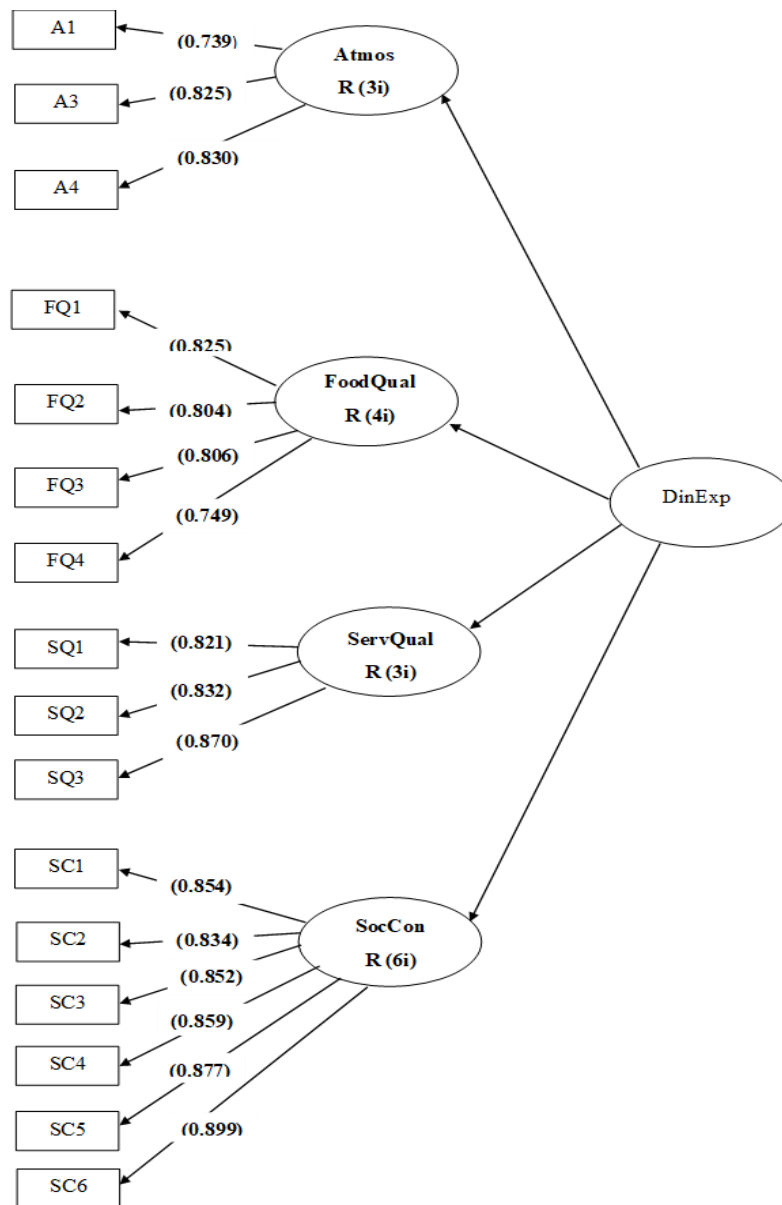 A1
(0.739)
Atmos
R (3i)
A3
(0.825)
A4
(0.830)
FQ1
(0.825)
FoodQual
R (4i)
FQ2
(0.804)
FQ3
(0.806)
FQ4
(0.749)
DinExp
SQ1
(0.821)
ServQual
R (3i)
SQ2
(0.832)
SQ3
(0.870)
SC1
(0.854)
SocCon
R (6i)
SC2
(0.834)
SC3
(0.852)
SC4
(0.859)
SC5
(0.877)
SC6
(0.899)